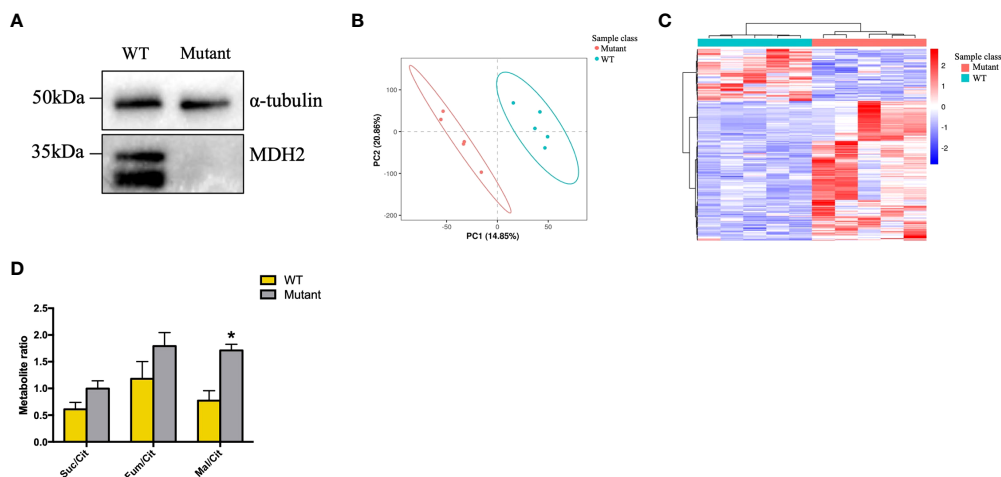 A
WT Mutant
50kDa
α-tubulin
35kDa
MDH2
B
Sample class
Mutant
WT
100
0
-100
-200
PC2 (20.86%)
-50 0 50
PC1 (14.85%)
C
Sample class
Mutant
WT
2
1
0
-1
-2
D
WT
Mutant
2.5
2.0
1.5
1.0
0.5
0.0
Metabolite ratio
*
Suc/Cit
Fum/Cit
Mal/Cit